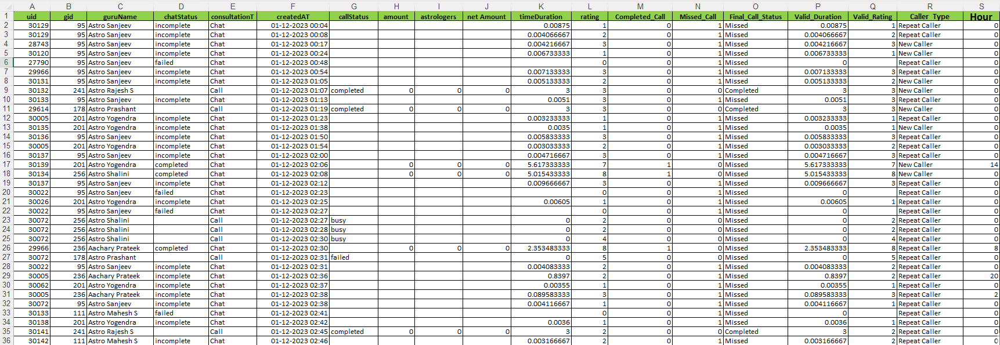 A B C D E F G H I J K L M N O P Q R S
1 uid gid guruName chatStatus consultationT createdAT callStatus amount astrologers net Amount timeDuration rating Completed_Call Missed_Call Final_Call_Status Valid_Duration Valid_Rating Caller_Type Hour
2 30129 95 Astro Sanjeev incomplete Chat 01-12-2023 00:04 0.00875 1 0 1 Missed 0.00875 1 Repeat Caller 0
3 30129 95 Astro Sanjeev incomplete Chat 01-12-2023 00:08 0.004066667 2 0 1 Missed 0.004066667 2 Repeat Caller 0
4 28743 95 Astro Sanjeev incomplete Chat 01-12-2023 00:17 0.004216667 3 0 1 Missed 0.004216667 3 New Caller 0
5 30120 95 Astro Sanjeev incomplete Chat 01-12-2023 00:24 0.006733333 1 0 1 Missed 0.006733333 1 New Caller 0
6 27790 95 Astro Sanjeev failed Chat 01-12-2023 00:48 0 0 1 Missed 0 Repeat Caller 0
7 29966 95 Astro Sanjeev incomplete Chat 01-12-2023 00:54 0.007133333 3 0 1 Missed 0.007133333 3 Repeat Caller 0
8 30131 95 Astro Sanjeev incomplete Chat 01-12-2023 01:05 0.005133333 2 0 1 Missed 0.005133333 2 New Caller 0
9 30132 241 Astro Rajesh S Call 01-12-2023 01:07 completed 0 0 0 3 3 0 0 Completed 3 3 New Caller 0
10 30133 95 Astro Sanjeev incomplete Chat 01-12-2023 01:13 0.0051 3 0 1 Missed 0.0051 3 Repeat Caller 0
11 29614 178 Astro Prashant Call 01-12-2023 01:19 completed 0 0 0 3 3 0 0 Completed 3 3 New Caller 0
12 30005 201 Astro Yogendra incomplete Chat 01-12-2023 01:23 0.003233333 1 0 1 Missed 0.003233333 1 Repeat Caller 0
13 30135 201 Astro Yogendra incomplete Chat 01-12-2023 01:38 0.0035 1 0 1 Missed 0.0035 1 New Caller 0
14 30136 95 Astro Sanjeev incomplete Chat 01-12-2023 01:50 0.005833333 3 0 1 Missed 0.005833333 3 Repeat Caller 0
15 30005 201 Astro Yogendra incomplete Chat 01-12-2023 01:54 0.003033333 2 0 1 Missed 0.003033333 2 Repeat Caller 0
16 30137 95 Astro Sanjeev incomplete Chat 01-12-2023 02:00 0.004716667 3 0 1 Missed 0.004716667 3 Repeat Caller 0
17 30139 201 Astro Yogendra completed Chat 01-12-2023 02:06 0 0 0 5.617333333 7 1 0 Missed 5.617333333 7 New Caller 14
18 30134 256 Astro Shalini completed Chat 01-12-2023 02:08 0 0 0 5.015433333 8 1 0 Missed 5.015433333 8 New Caller 0
19 30137 95 Astro Sanjeev incomplete Chat 01-12-2023 02:12 0.009666667 3 0 1 Missed 0.009666667 3 Repeat Caller 0
20 30022 95 Astro Sanjeev failed Chat 01-12-2023 02:23 0 0 1 Missed 0 Repeat Caller 0
21 30026 201 Astro Yogendra incomplete Chat 01-12-2023 02:25 0.00605 1 0 1 Missed 0.00605 1 Repeat Caller 0
22 30022 95 Astro Sanjeev failed Chat 01-12-2023 02:27 0 0 1 Missed 0 Repeat Caller 0
23 30072 256 Astro Shalini Call 01-12-2023 02:27 busy 0 2 0 0 Missed 0 2 Repeat Caller 0
24 30072 256 Astro Shalini Call 01-12-2023 02:28 busy 0 2 0 0 Missed 0 2 Repeat Caller 0
25 30072 256 Astro Shalini Call 01-12-2023 02:30 busy 0 4 0 0 Missed 0 4 Repeat Caller 0
26 29966 236 Aachary Prateek completed Chat 01-12-2023 02:30 0 0 0 2.353483333 8 1 0 Missed 2.353483333 8 Repeat Caller 8
27 30072 178 Astro Prashant Call 01-12-2023 02:31 failed 0 5 0 0 Missed 0 5 Repeat Caller 0
28 30022 95 Astro Sanjeev incomplete Chat 01-12-2023 02:31 0.004083333 2 0 1 Missed 0.004083333 2 Repeat Caller 0
29 30005 236 Aachary Prateek incomplete Chat 01-12-2023 02:36 0.8397 2 0 1 Missed 0.8397 2 Repeat Caller 20
30 30062 201 Astro Yogendra incomplete Chat 01-12-2023 02:37 0.00355 1 0 1 Missed 0.00355 1 Repeat Caller 0
31 30005 236 Aachary Prateek incomplete Chat 01-12-2023 02:38 0.089583333 3 0 1 Missed 0.089583333 3 Repeat Caller 2
32 30072 95 Astro Sanjeev incomplete Chat 01-12-2023 02:38 0.004116667 1 0 1 Missed 0.004116667 1 Repeat Caller 0
33 30133 111 Astro Mahesh S failed Chat 01-12-2023 02:41 0 0 1 Missed 0 Repeat Caller 0
34 30138 201 Astro Yogendra incomplete Chat 01-12-2023 02:42 0.0036 1 0 1 Missed 0.0036 1 Repeat Caller 0
35 30141 241 Astro Rajesh S Call 01-12-2023 02:45 completed 0 0 0 3 2 0 0 Completed 3 2 Repeat Caller 0
36 30142 111 Astro Mahesh S incomplete Chat 01-12-2023 02:46 0.003166667 2 0 1 Missed 0.003166667 2 Repeat Caller 0